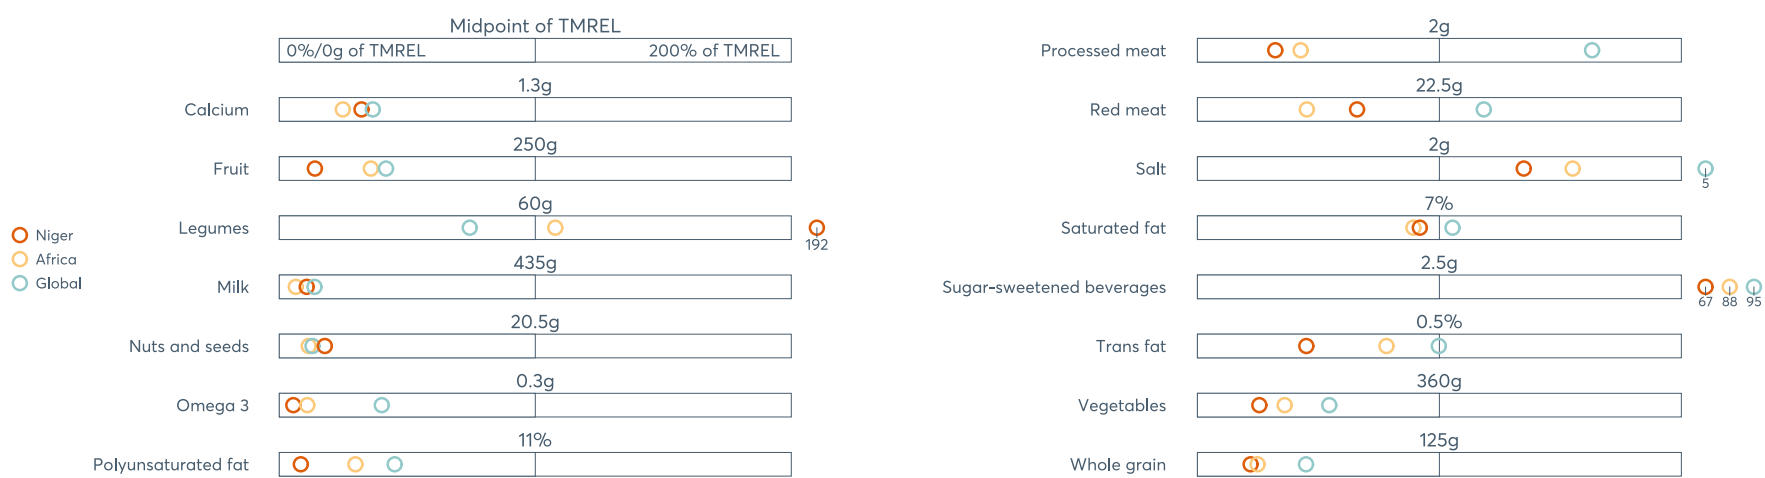 Midpoint of TMREL
0%/0g of TMREL
200% of TMREL
Calcium
1.3g
Fruit
250g
Legumes
60g
192
Milk
435g
Nuts and seeds
20.5g
Omega 3
0.3g
Polyunsaturated fat
11%
Niger
Africa
Global
Processed meat
2g
Red meat
22.5g
Salt
2g
5
Saturated fat
7%
Sugar-sweetened beverages
2.5g
67
88
95
Trans fat
0.5%
Vegetables
360g
Whole grain
125g